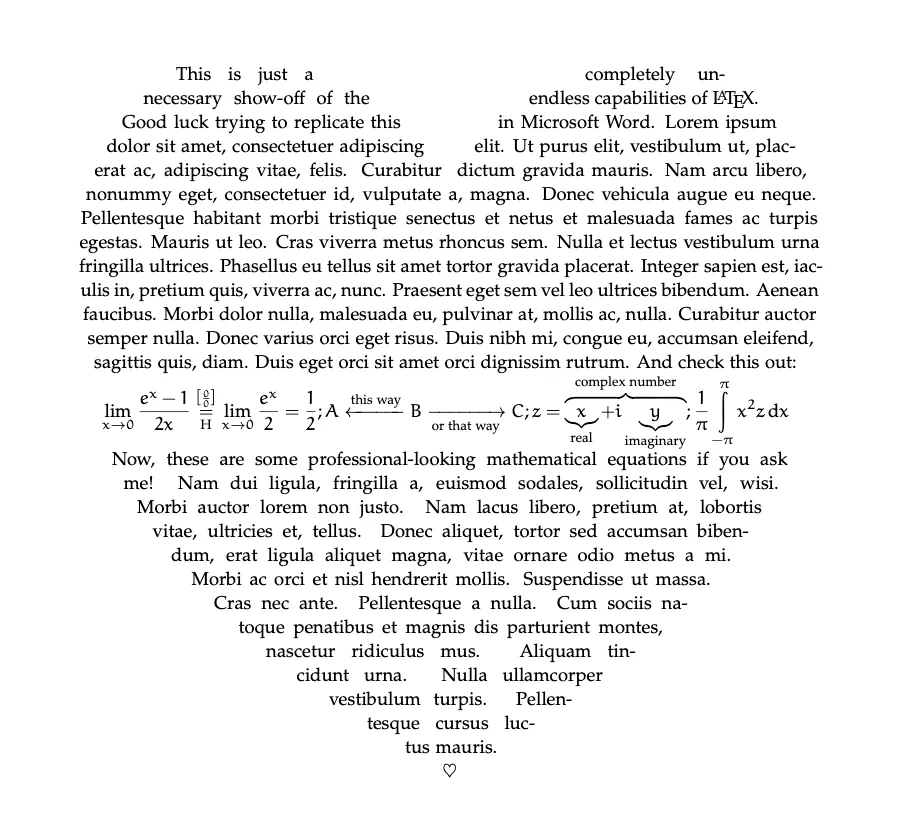 This is just a completely un-
necessary show-off of the endless capabilities of LATEX.
Good luck trying to replicate this in Microsoft Word. Lorem ipsum
dolor sit amet, consectetuer adipiscing elit. Ut purus elit, vestibulum ut, plac-
erat ac, adipiscing vitae, felis. Curabitur dictum gravida mauris. Nam arcu libero,
nonummy eget, consectetuer id, vulputate a, magna. Donec vehicula augue eu neque.
Pellentesque habitant morbi tristique senectus et netus et malesuada fames ac turpis
egestas. Mauris ut leo. Cras viverra metus rhoncus sem. Nulla et lectus vestibulum urna
fringilla ultrices. Phasellus eu tellus sit amet tortor gravida placerat. Integer sapien est, iac-
ulis in, pretium quis, viverra ac, nunc. Praesent eget sem vel leo ultrices bibendum. Aenean
faucibus. Morbi dolor nulla, malesuada eu, pulvinar at, mollis ac, nulla. Curabitur auctor
semper nulla. Donec varius orci eget risus. Duis nibh mi, congue eu, accumsan eleifend,
sagittis quis, diam. Duis eget orci sit amet orci dignissim rutrum. And check this out:
lim x→0 (e^x − 1)/(2x) =[0/0] H lim x→0 e^x/2 = 1/2; A ← this way B → or that way C; z = x (real) + i y (imaginary) complex number; 1/π ∫ −π π x² z dx
Now, these are some professional-looking mathematical equations if you ask
me! Nam dui ligula, fringilla a, euismod sodales, sollicitudin vel, wisi.
Morbi auctor lorem non justo. Nam lacus libero, pretium at, lobortis
vitae, ultricies et, tellus. Donec aliquet, tortor sed accumsan biben-
dum, erat ligula aliquet magna, vitae ornare odio metus a mi.
Morbi ac orci et nisl hendrerit mollis. Suspendisse ut massa.
Cras nec ante. Pellentesque a nulla. Cum sociis na-
toque penatibus et magnis dis parturient montes,
nascetur ridiculus mus. Aliquam tin-
cidunt urna. Nulla ullamcorper
vestibulum turpis. Pellen-
tesque cursus luc-
tus mauris.
♡